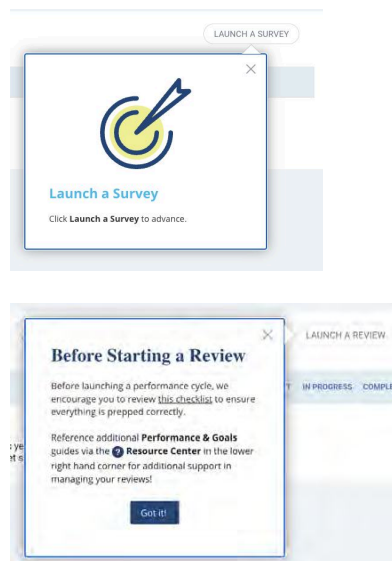 LAUNCH A SURVEY
Launch a Survey
Click Launch a Survey to advance.
LAUNCH A REVIEW
Before Starting a Review
Before launching a performance cycle, we
encourage you to review this checklist to ensure
everything is prepped correctly.
IN PROGRESS
Reference additional Performance & Goals
guides via the ? Resource Center in the lower
right hand corner for additional support in
managing your reviews!
Got it!